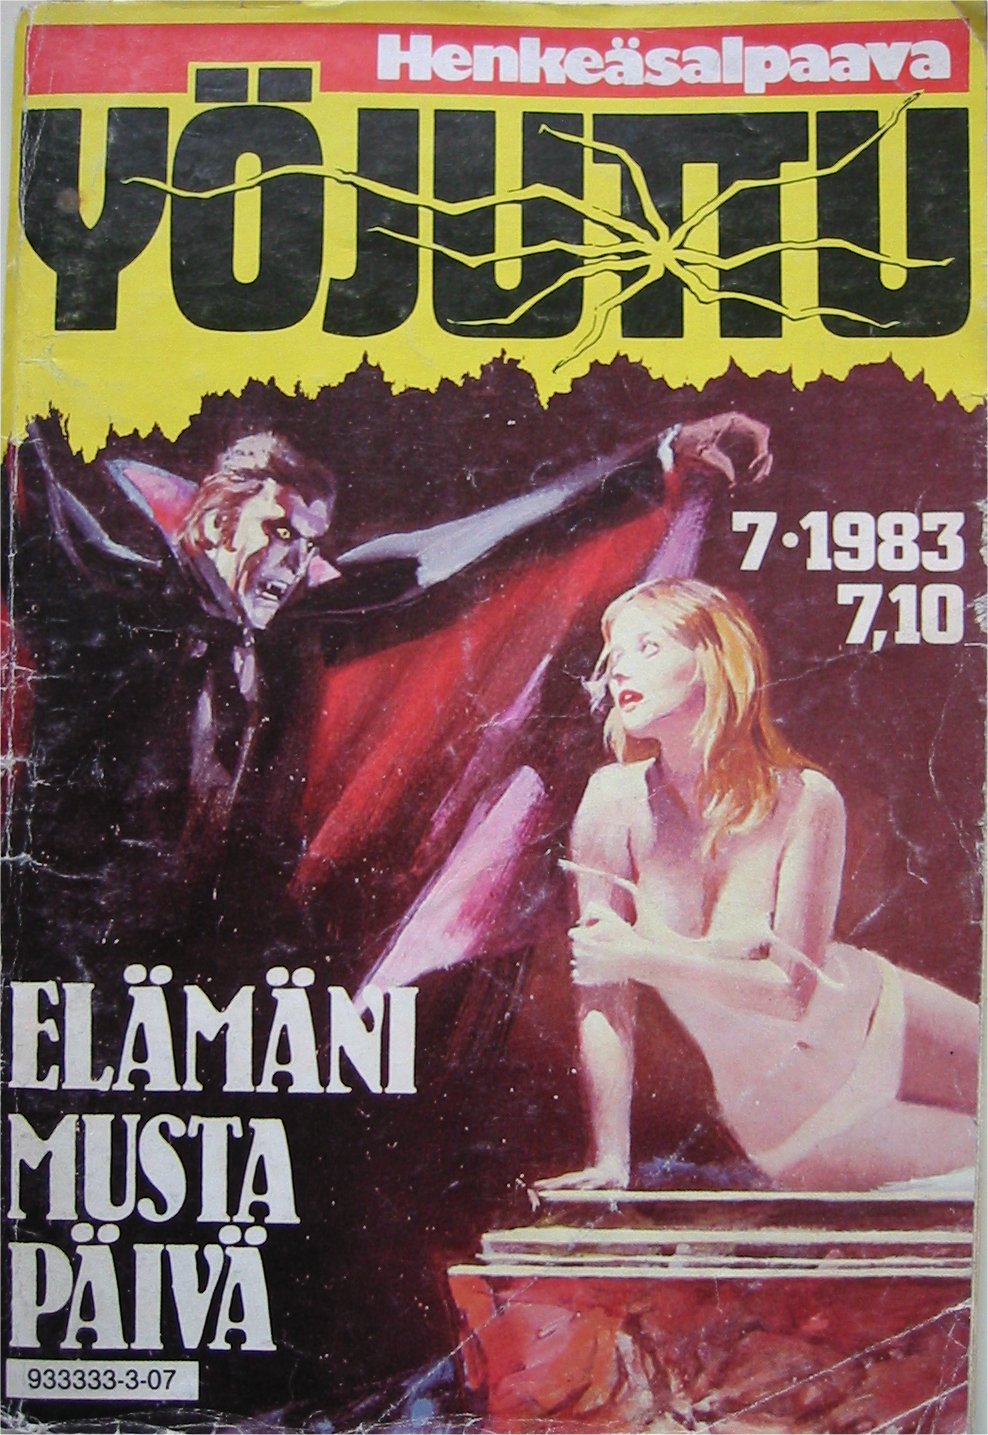 Henkeäsalpaava
YÖJUTTU
7·1983
7,10
ELÄMÄNI
MUSTA
PÄIVÄ
933333-3-07